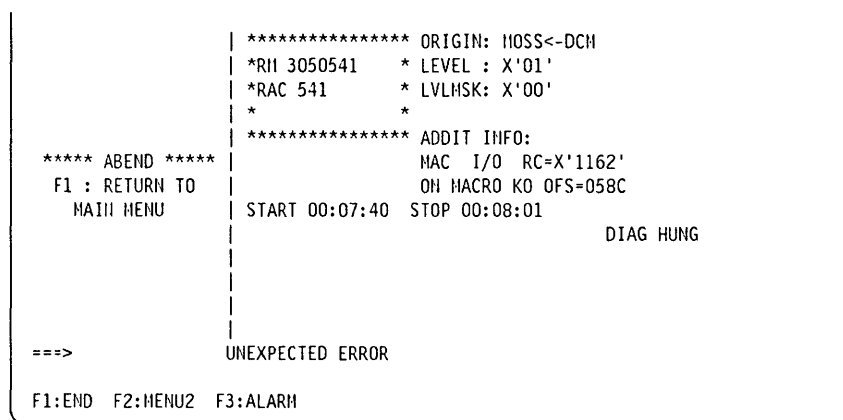 | **************** ORIGIN: MOSS<-DCM
| *RM 3050541 * LEVEL : X'01'
| *RAC 541 * LVLMSK: X'00'
| * *
| **************** ADDIT INFO:
***** ABEND ***** | MAC I/O RC=X'1162'
F1 : RETURN TO | ON MACRO KO OFS=058C
MAIN MENU | START 00:07:40 STOP 00:08:01
| DIAG HUNG
|
|
|
|
===> UNEXPECTED ERROR
F1:END F2:MENU2 F3:ALARM